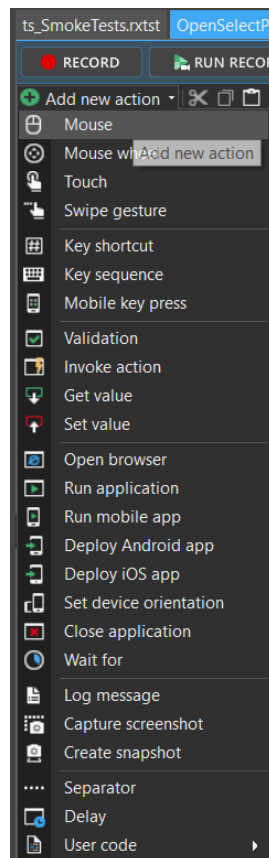 ts_SmokeTests.rxtst OpenSelectP
RECORD RUN RECOR
Add new action
Mouse
Mouse whe
Add new action
Touch
Swipe gesture
Key shortcut
Key sequence
Mobile key press
Validation
Invoke action
Get value
Set value
Open browser
Run application
Run mobile app
Deploy Android app
Deploy iOS app
Set device orientation
Close application
Wait for
Log message
Capture screenshot
Create snapshot
Separator
Delay
User code